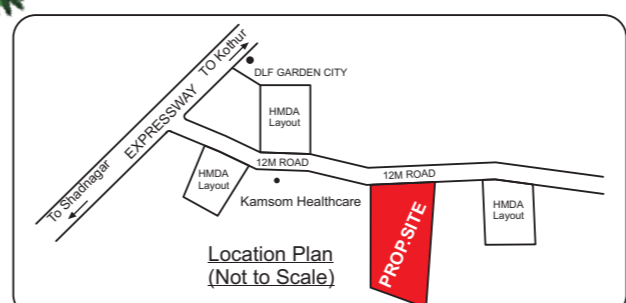 TO Kothur
DLF GARDEN CITY
EXPRESSWAY
To Shadnagar
HMDA
Layout
12M ROAD
HMDA
Layout
Kamsom Healthcare
12M ROAD
HMDA
Layout
PROP.SITE
Location Plan
(Not to Scale)